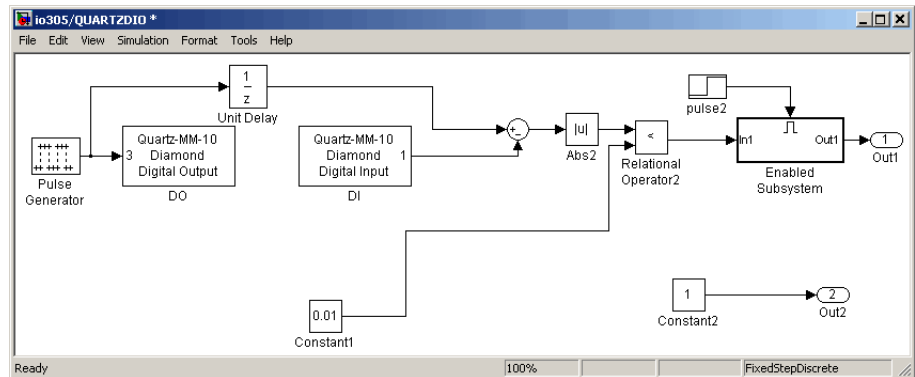 io305/QUARTZDIO *
File Edit View Simulation Format Tools Help
1
z
Unit Delay
pulse2
Pulse
Generator
3
Quartz-MM-10
Diamond
Digital Output
DO
Quartz-MM-10
Diamond
Digital Input
1
DI
+-
|u|
Abs2
<
Relational
Operator2
In1
Out1
Enabled
Subsystem
1
Out1
0.01
Constant1
1
Constant2
2
Out2
Ready 100% FixedStepDiscrete